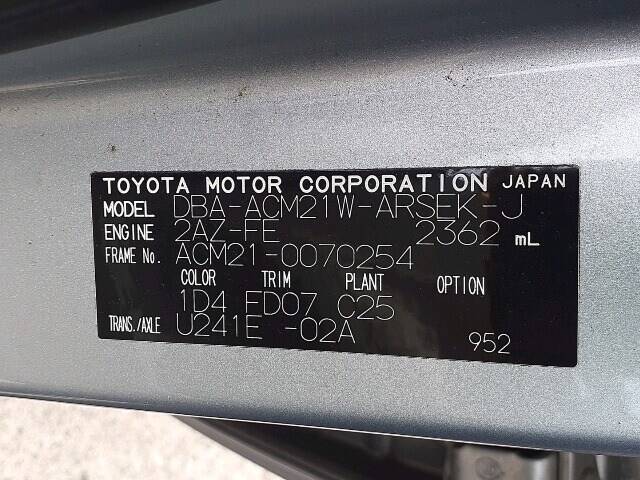 TOYOTA MOTOR CORPORATION JAPAN
MODEL DBA-ACM21W-ARSEK-J
ENGINE 2AZ-FE 2362 mL
FRAME No. ACM21-0070254
COLOR TRIM PLANT OPTION
1D4 FD07 C25
TRANS./AXLE U241E -02A 952